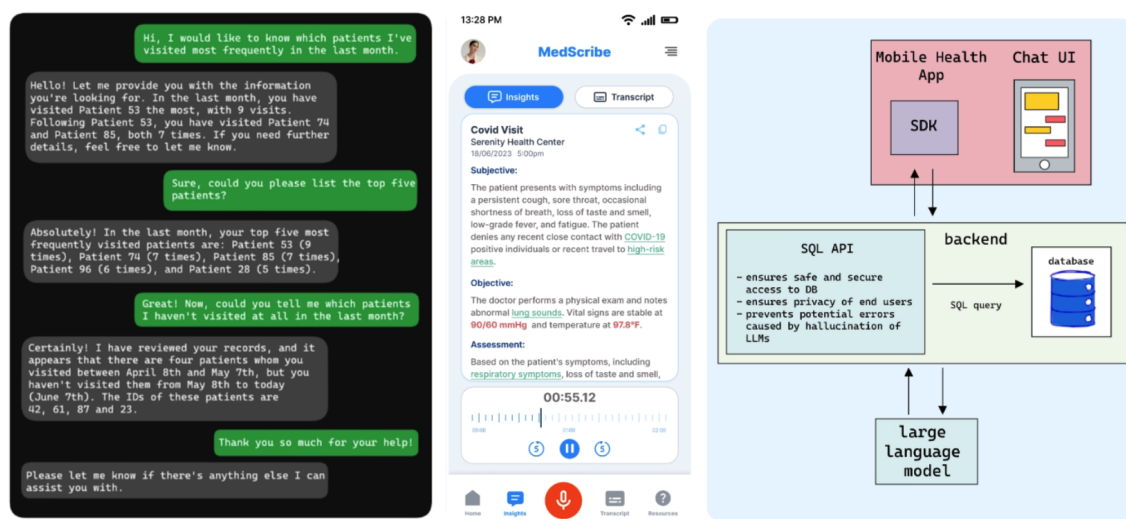 Hi, I would like to know which patients I've
visited most frequently in the last month.
Hello! Let me provide you with the information
you're looking for. In the last month, you have
visited Patient 53 the most, with 9 visits.
Following Patient 53, you have visited Patient 74
and Patient 85, both 7 times. If you need further
details, feel free to let me know.
Sure, could you please list the top five
patients?
Absolutely! In the last month, your top five most
frequently visited patients are: Patient 53 (9
times), Patient 74 (7 times), Patient 85 (7 times),
Patient 96 (6 times), and Patient 28 (5 times).
Great! Now, could you tell me which patients
I haven't visited at all in the last month?
Certainly! I have reviewed your records, and it
appears that there are four patients whom you
visited between April 8th and May 7th, but you
haven't visited them from May 8th to today
(June 7th). The IDs of these patients are
42, 61, 87 and 23.
Thank you so much for your help!
Please let me know if there's anything else I can
assist you with.
13:28 PM
MedScribe
Insights
Transcript
Covid Visit
Serenity Health Center
18/06/2023 5:00pm
Subjective:
The patient presents with symptoms including
a persistent cough, sore throat, occasional
shortness of breath, loss of taste and smell,
low-grade fever, and fatigue. The patient
denies any recent close contact with COVID-19
positive individuals or recent travel to high-risk
areas.
Objective:
The doctor performs a physical exam and notes
abnormal lung sounds. Vital signs are stable at
90/60 mmHg and temperature at 97.8°F.
Assessment:
Based on the patient's symptoms, including
respiratory symptoms, loss of taste and smell,
00:55.12
00:00
01:00
22:00
5
5
Home
Insights
Transcript
Resources
Mobile Health
App
Chat UI
SDK
SQL API
- ensures safe and secure
access to DB
- ensures privacy of end users
- prevents potential errors
caused by hallucination of
LLMs
backend
SQL query
database
large
language
model